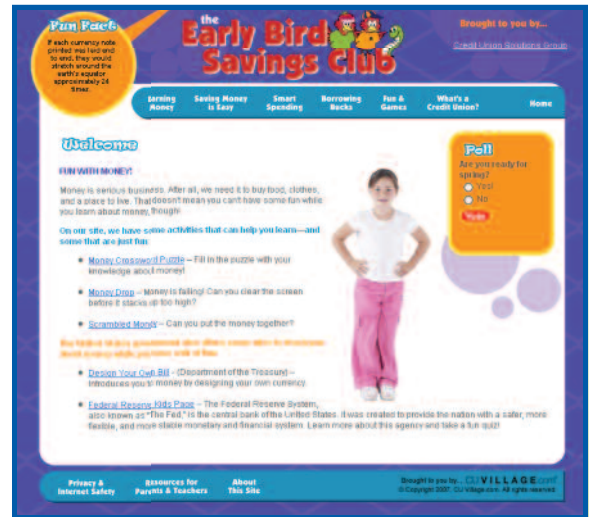 Fun Fact
If each currency note
printed was laid end
to end, they would
stretch around the
earth's equator
approximately 24
times.
the
Early Bird
Savings Club
Brought to you by...
Credit Union Solutions Group
Earning
Money
Saving Money
is Easy
Smart
Spending
Borrowing
Bucks
Fun &
Games
What's a
Credit Union?
Home
Welcome
FUN WITH MONEY!
Money is serious business. After all, we need it to buy food, clothes,
and a place to live. That doesn't mean you can't have some fun while
you learn about money, though!
On our site, we have some activities that can help you learn—and
some that are just fun:
Money Crossword Puzzle – Fill in the puzzle with your
knowledge about money!
Money Drop – Money is falling! Can you clear the screen
before it stacks up too high?
Scrambled Money – Can you put the money together?
Design Your Own Bill - (Department of the Treasury) –
Introduces you to money by designing your own currency.
Federal Reserve Kids Page – The Federal Reserve System,
also known as "The Fed," is the central bank of the United States. It was created to provide the nation with a safer, more
flexible, and more stable monetary and financial system. Learn more about this agency and take a fun quiz!
Poll
Are you ready for
spring?
Yes!
No
Vote
Privacy &
Internet Safety
Resources for
Parents & Teachers
About
This Site
Brought to you by... CUVILLAGE.com
© Copyright 2007, CU Village.com. All rights reserved.